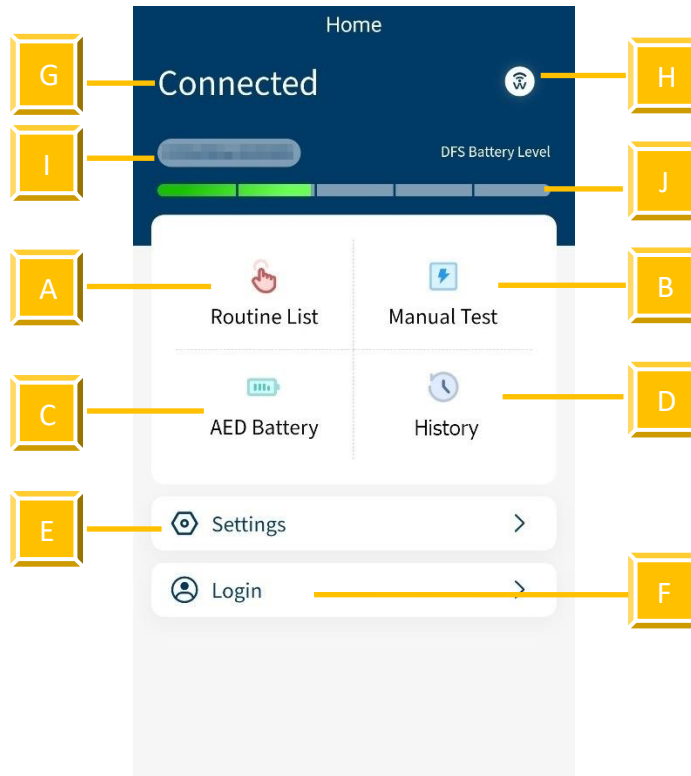 Home
G
Connected
H
I
DFS Battery Level
J
A
Routine List
Manual Test
B
C
AED Battery
History
D
E
Settings
Login
F